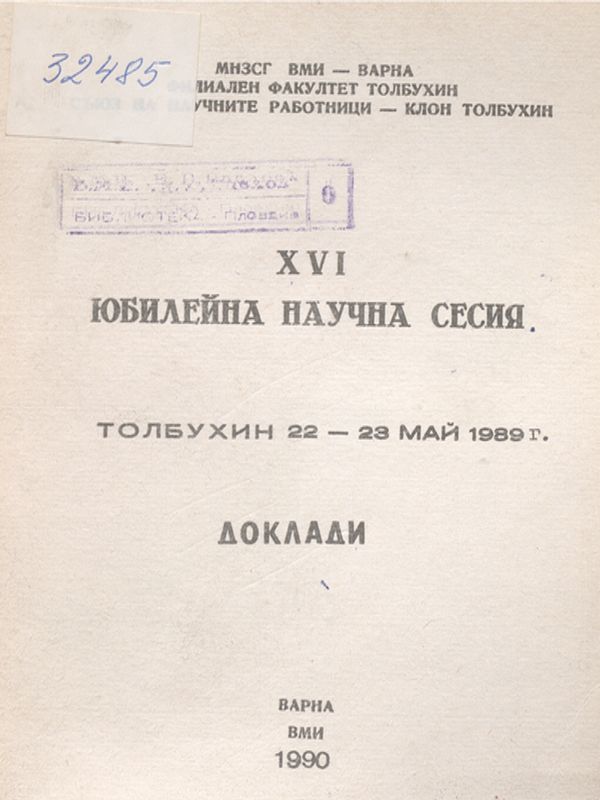 32485
МНЗСГ ВМИ — ВАРНА
ФИЛИАЛЕН ФАКУЛТЕТ ТОЛБУХИН
СЪЮЗ НА НАУЧНИТЕ РАБОТНИЦИ — КЛОН ТОЛБУХИН
БИБЛИОТЕКА - Пловдив
XVI
ЮБИЛЕЙНА НАУЧНА СЕСИЯ
ТОЛБУХИН 22 — 23 МАЙ 1989 г.
ДОКЛАДИ
ВАРНА
ВМИ
1990